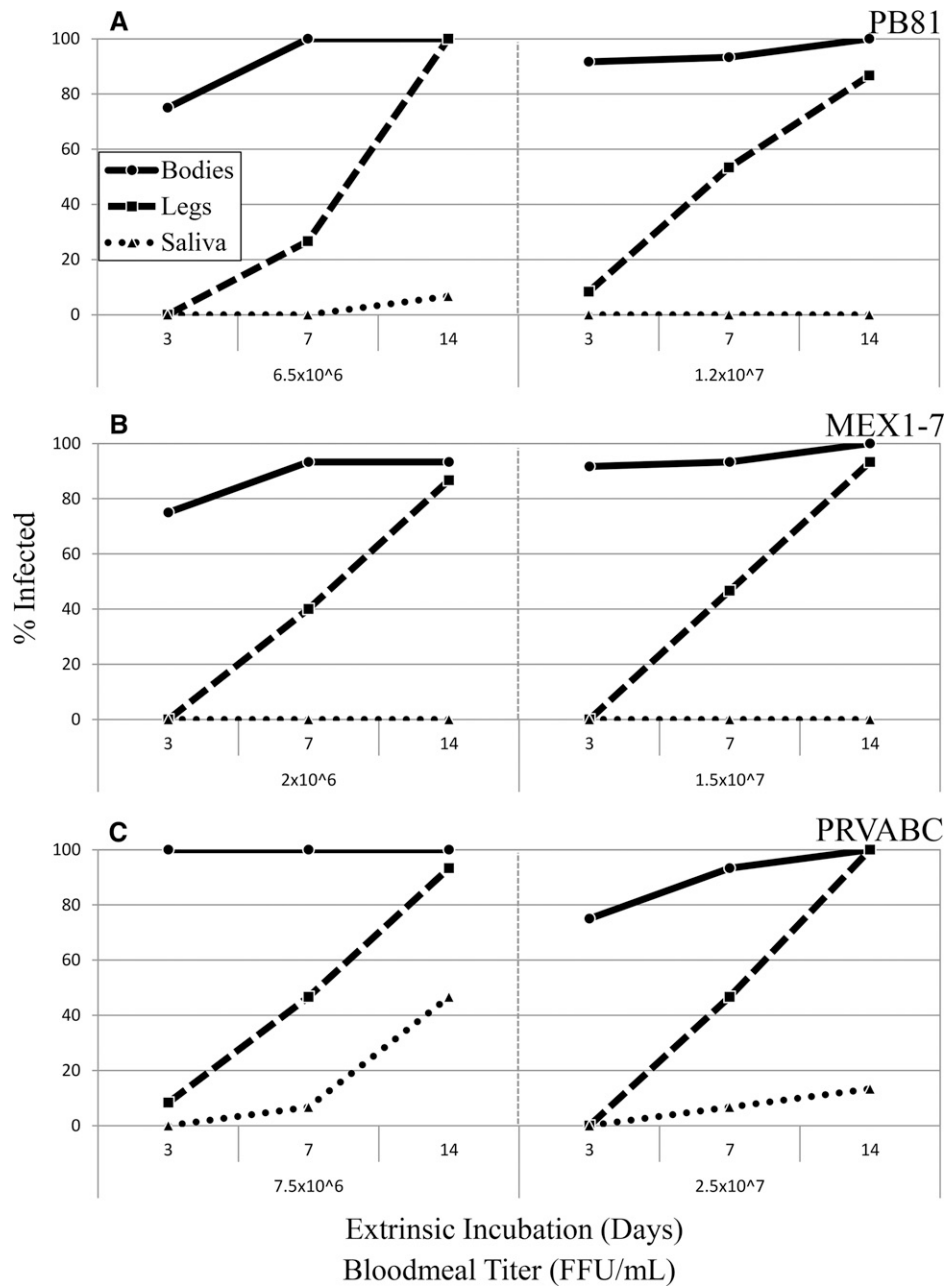 A
PB81
100
80
60
40
20
0
Bodies
Legs
Saliva
3 7 14 3 7 14
6.5x10^6 1.2x10^7
B
MEX1-7
100
80
60
40
20
0
3 7 14 3 7 14
2x10^6 1.5x10^7
% Infected
C
PRVABC
100
80
60
40
20
0
3 7 14 3 7 14
7.5x10^6 2.5x10^7
Extrinsic Incubation (Days)
Bloodmeal Titer (FFU/mL)